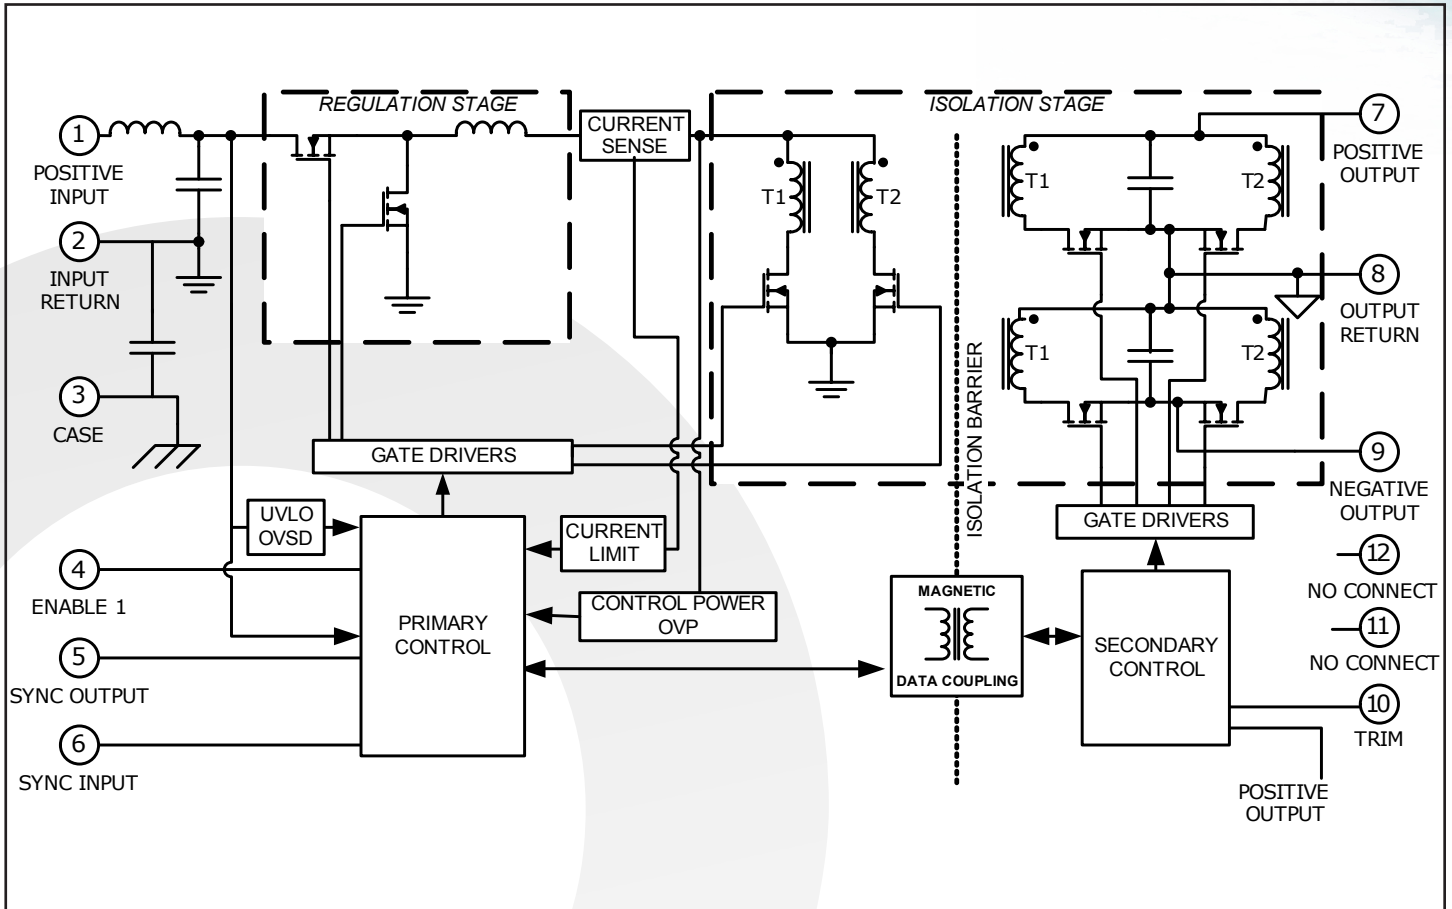 REGULATION STAGE
ISOLATION STAGE
1
POSITIVE
INPUT
CURRENT
SENSE
7
POSITIVE
OUTPUT
T1
T2
T1
T2
2
INPUT
RETURN
8
OUTPUT
RETURN
T1
T2
3
CASE
ISOLATION BARRIER
GATE DRIVERS
9
NEGATIVE
OUTPUT
UVLO
OVSD
CURRENT
LIMIT
GATE DRIVERS
12
NO CONNECT
4
ENABLE 1
CONTROL POWER
OVP
MAGNETIC
DATA COUPLING
11
NO CONNECT
PRIMARY
CONTROL
SECONDARY
CONTROL
5
SYNC OUTPUT
10
TRIM
6
SYNC INPUT
POSITIVE
OUTPUT